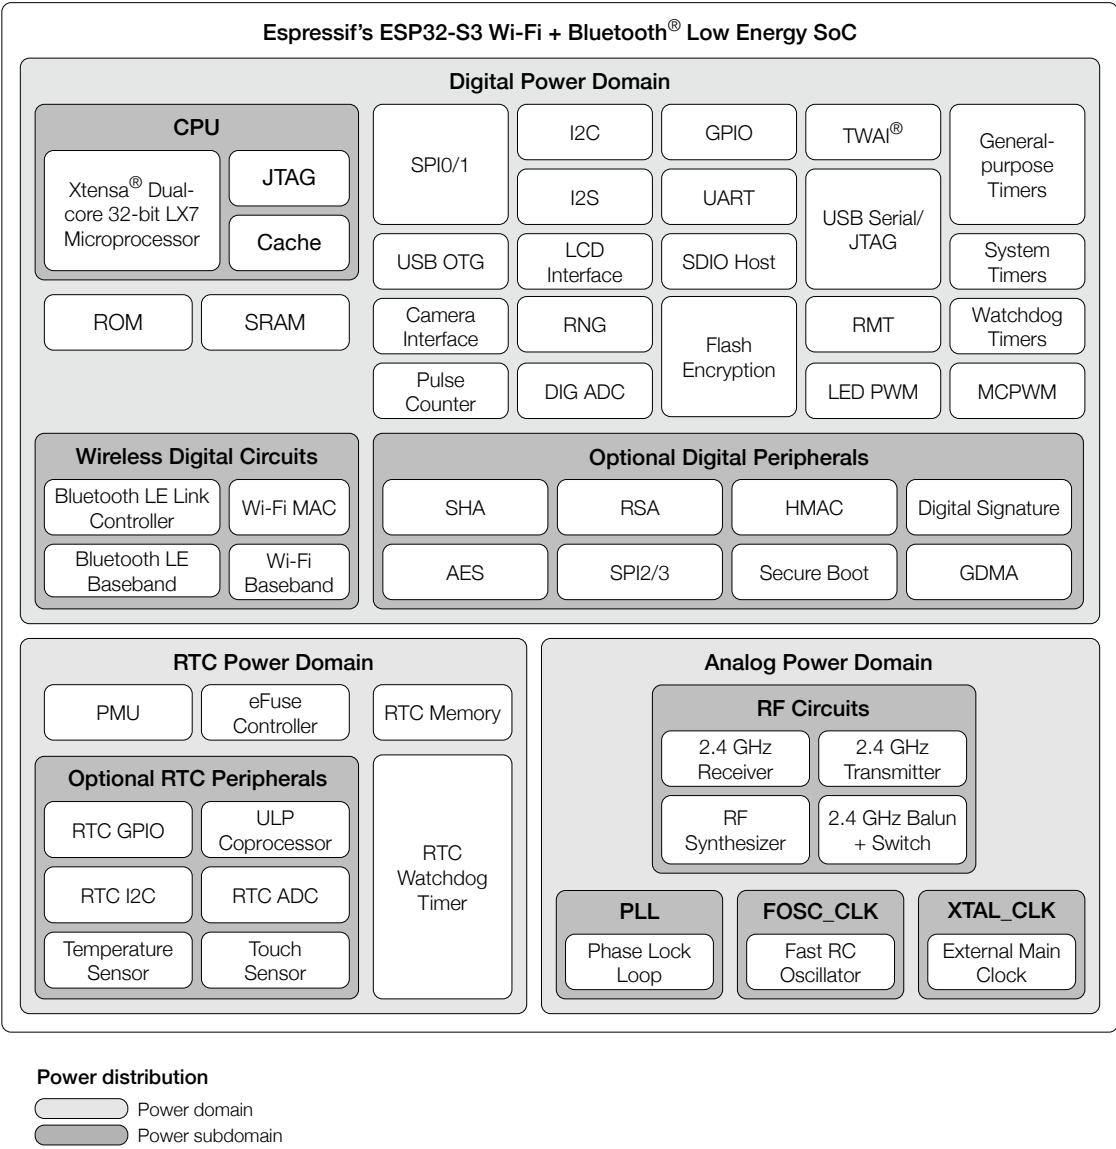 Espressif's ESP32-S3 Wi-Fi + Bluetooth® Low Energy SoC
Digital Power Domain
CPU
Xtensa® Dual-
core 32-bit LX7
Microprocessor
JTAG
Cache
ROM
SRAM
SPI0/1
I2C
GPIO
TWAI®
General-
purpose
Timers
I2S
UART
USB Serial/
JTAG
USB OTG
LCD
Interface
SDIO Host
System
Timers
Camera
Interface
RNG
Flash
Encryption
RMT
Watchdog
Timers
Pulse
Counter
DIG ADC
LED PWM
MCPWM
Wireless Digital Circuits
Bluetooth LE Link
Controller
Wi-Fi MAC
Bluetooth LE
Baseband
Wi-Fi
Baseband
Optional Digital Peripherals
SHA
RSA
HMAC
Digital Signature
AES
SPI2/3
Secure Boot
GDMA
RTC Power Domain
PMU
eFuse
Controller
RTC Memory
Optional RTC Peripherals
RTC GPIO
ULP
Coprocessor
RTC I2C
RTC ADC
Temperature
Sensor
Touch
Sensor
RTC
Watchdog
Timer
Analog Power Domain
RF Circuits
2.4 GHz
Receiver
2.4 GHz
Transmitter
RF
Synthesizer
2.4 GHz Balun
+ Switch
PLL
Phase Lock
Loop
FOSC_CLK
Fast RC
Oscillator
XTAL_CLK
External Main
Clock
Power distribution
Power domain
Power subdomain